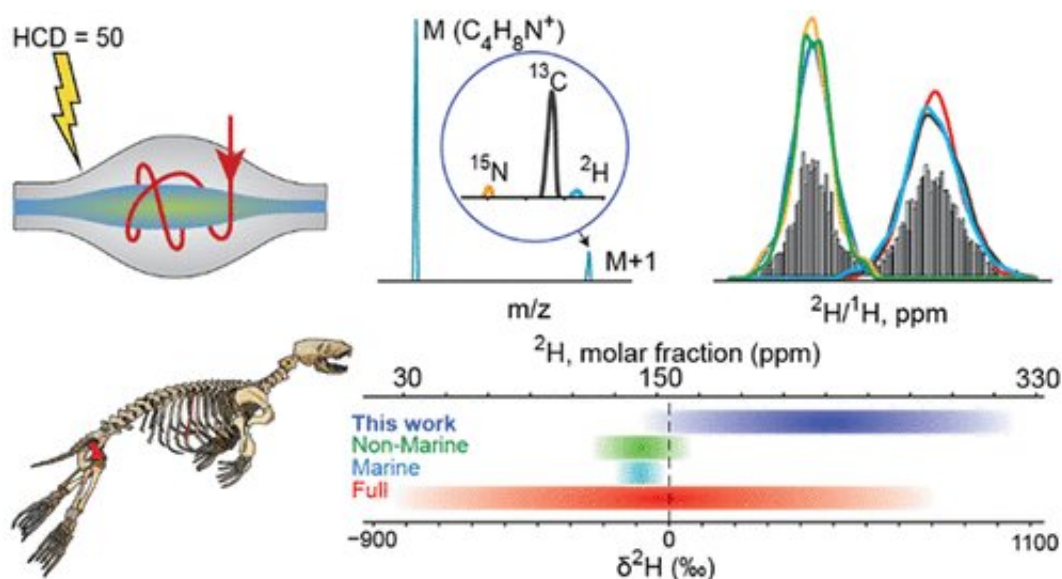 HCD = 50
M (C₄H₈N⁺)
¹³C
¹⁵N
²H
M+1
m/z
²H/¹H, ppm
²H, molar fraction (ppm)
30 150 330
This work
Non-Marine
Marine
Full
−900 0 1100
δ²H (‰)